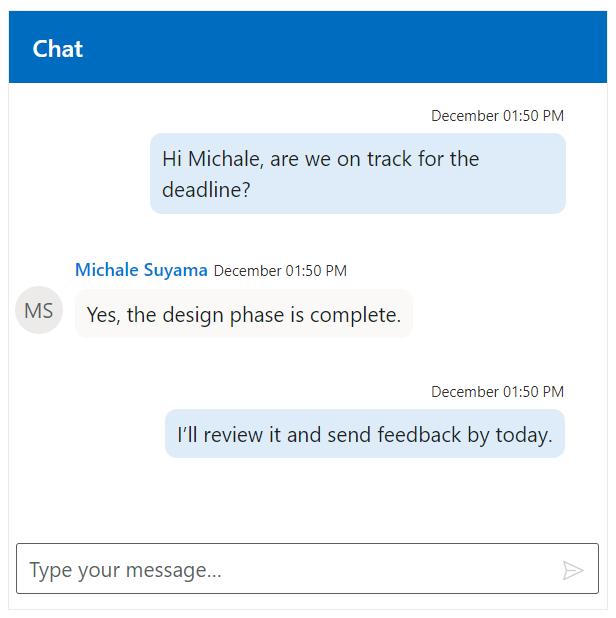 Chat
December 01:50 PM
Hi Michale, are we on track for the
deadline?
Michale Suyama December 01:50 PM
MS
Yes, the design phase is complete.
December 01:50 PM
I’ll review it and send feedback by today.
Type your message...